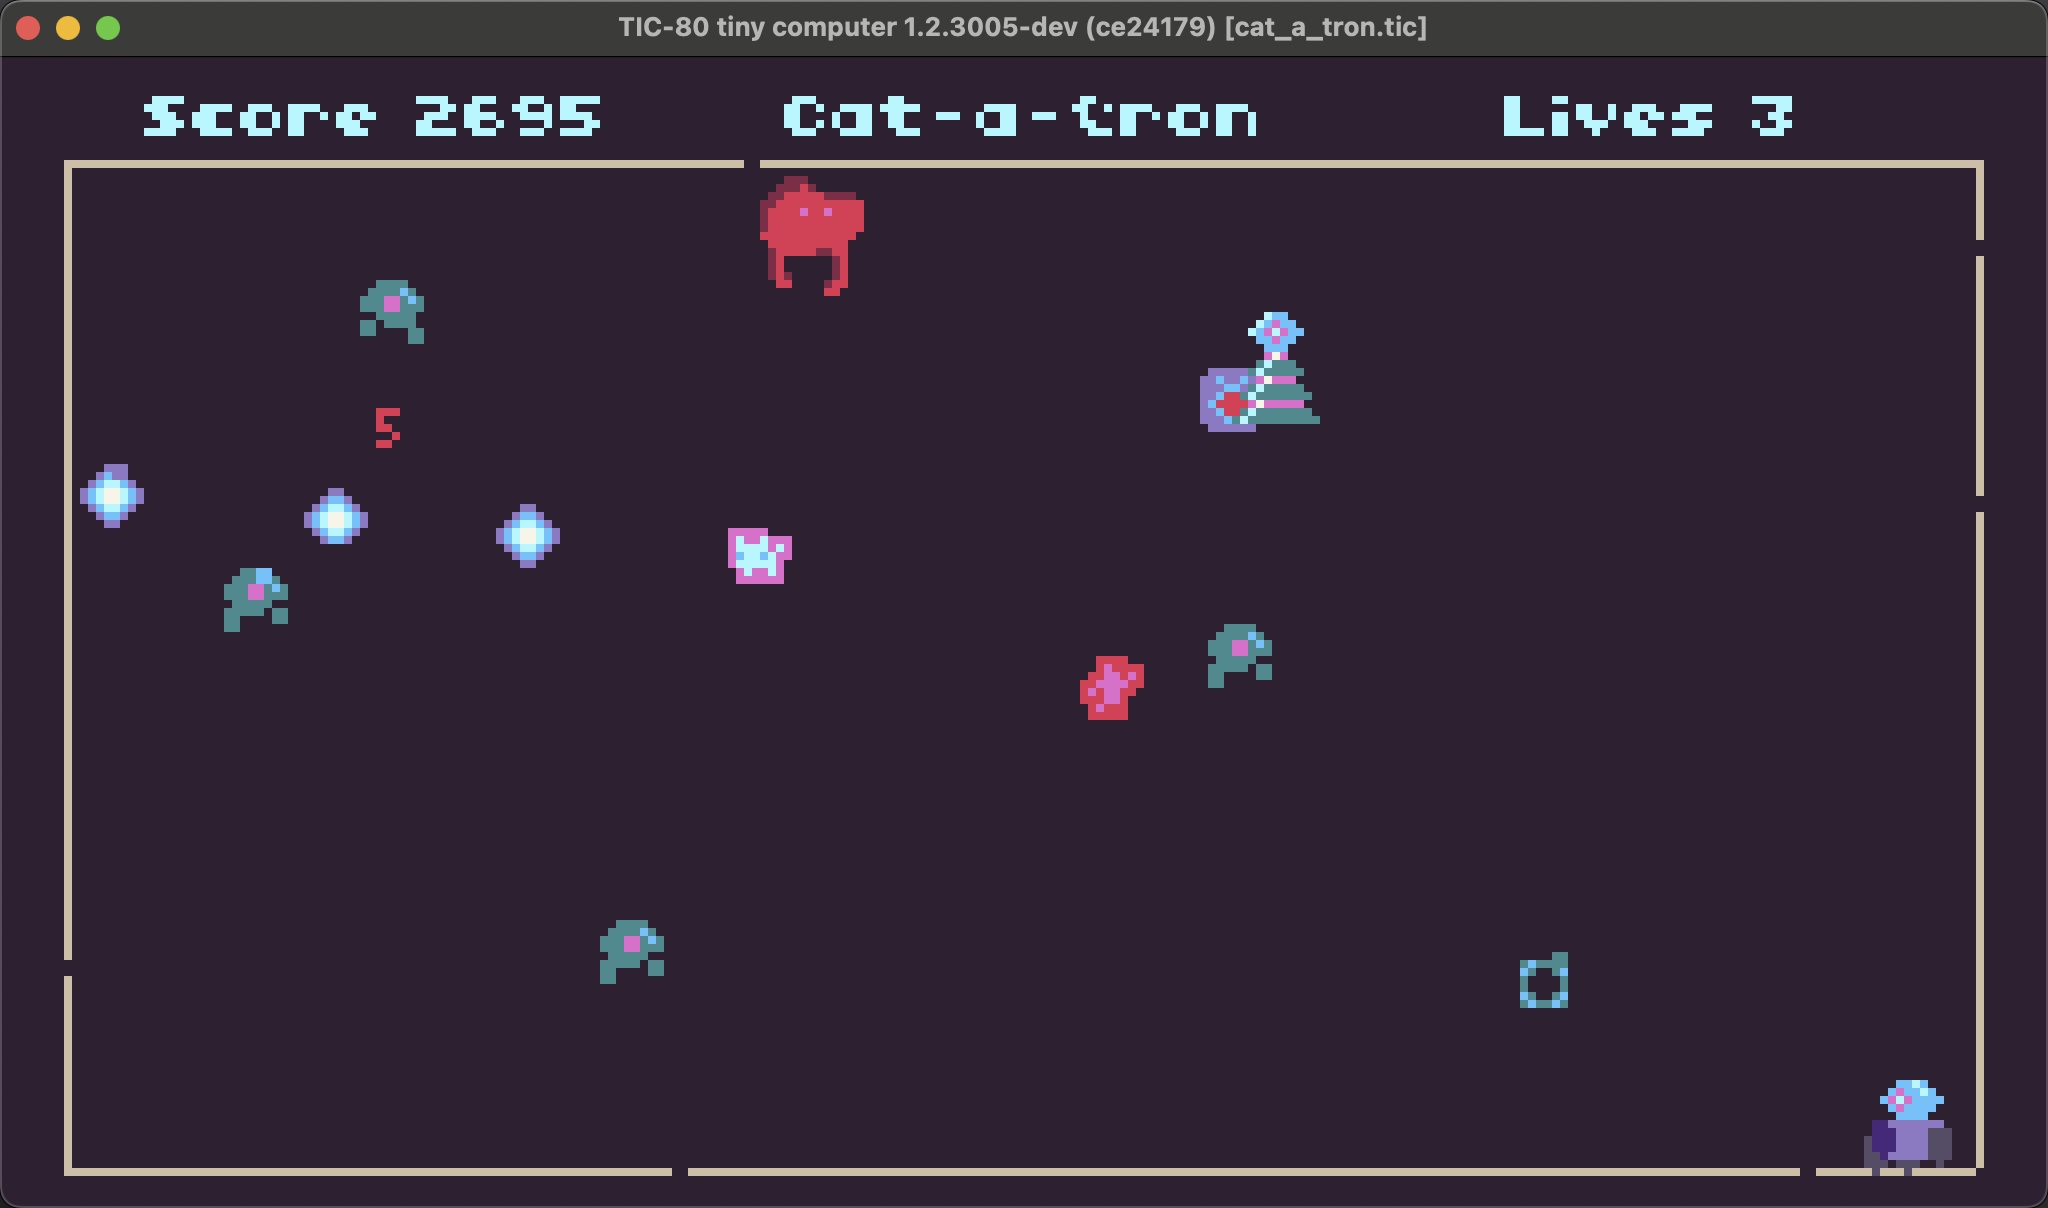 TIC-80 tiny computer 1.2.3005-dev (ce24179) [cat_a_tron.tic]
Score 2695 Cat-a-tron Lives 3
5